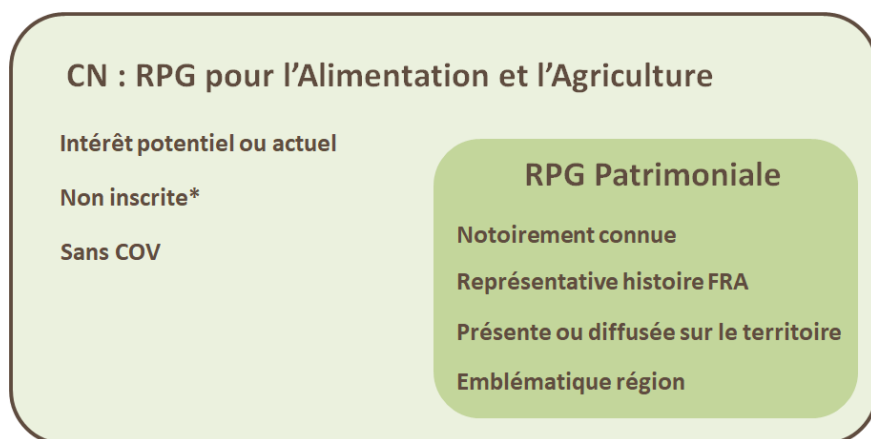 CN : RPG pour l’Alimentation et l’Agriculture
Intérêt potentiel ou actuel
Non inscrite*
Sans COV
RPG Patrimoniale
Notoirement connue
Représentative histoire FRA
Présente ou diffusée sur le territoire
Emblématique région